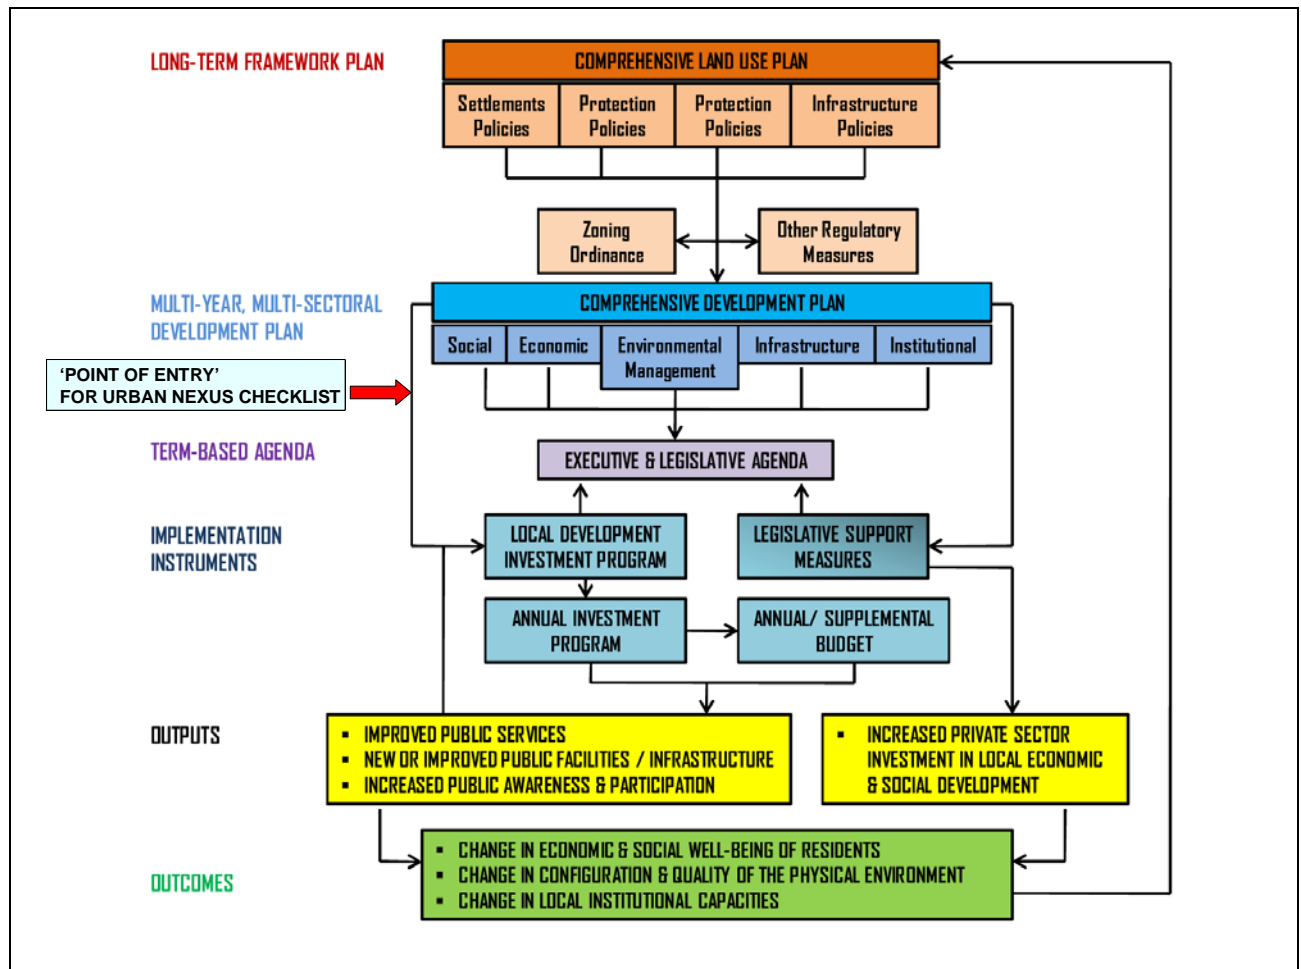 LONG-TERM FRAMEWORK PLAN
COMPREHENSIVE LAND USE PLAN
Settlements
Policies
Protection
Policies
Protection
Policies
Infrastructure
Policies
Zoning
Ordinance
Other Regulatory
Measures
MULTI-YEAR, MULTI-SECTORAL
DEVELOPMENT PLAN
COMPREHENSIVE DEVELOPMENT PLAN
Social
Economic
Environmental
Management
Infrastructure
Institutional
‘POINT OF ENTRY’
FOR URBAN NEXUS CHECKLIST
TERM-BASED AGENDA
EXECUTIVE & LEGISLATIVE AGENDA
IMPLEMENTATION
INSTRUMENTS
LOCAL DEVELOPMENT
INVESTMENT PROGRAM
LEGISLATIVE SUPPORT
MEASURES
ANNUAL INVESTMENT
PROGRAM
ANNUAL/ SUPPLEMENTAL
BUDGET
OUTPUTS
▪ IMPROVED PUBLIC SERVICES
▪ NEW OR IMPROVED PUBLIC FACILITIES / INFRASTRUCTURE
▪ INCREASED PUBLIC AWARENESS & PARTICIPATION
▪ INCREASED PRIVATE SECTOR
INVESTMENT IN LOCAL ECONOMIC
& SOCIAL DEVELOPMENT
OUTCOMES
▪ CHANGE IN ECONOMIC & SOCIAL WELL-BEING OF RESIDENTS
▪ CHANGE IN CONFIGURATION & QUALITY OF THE PHYSICAL ENVIRONMENT
▪ CHANGE IN LOCAL INSTITUTIONAL CAPACITIES